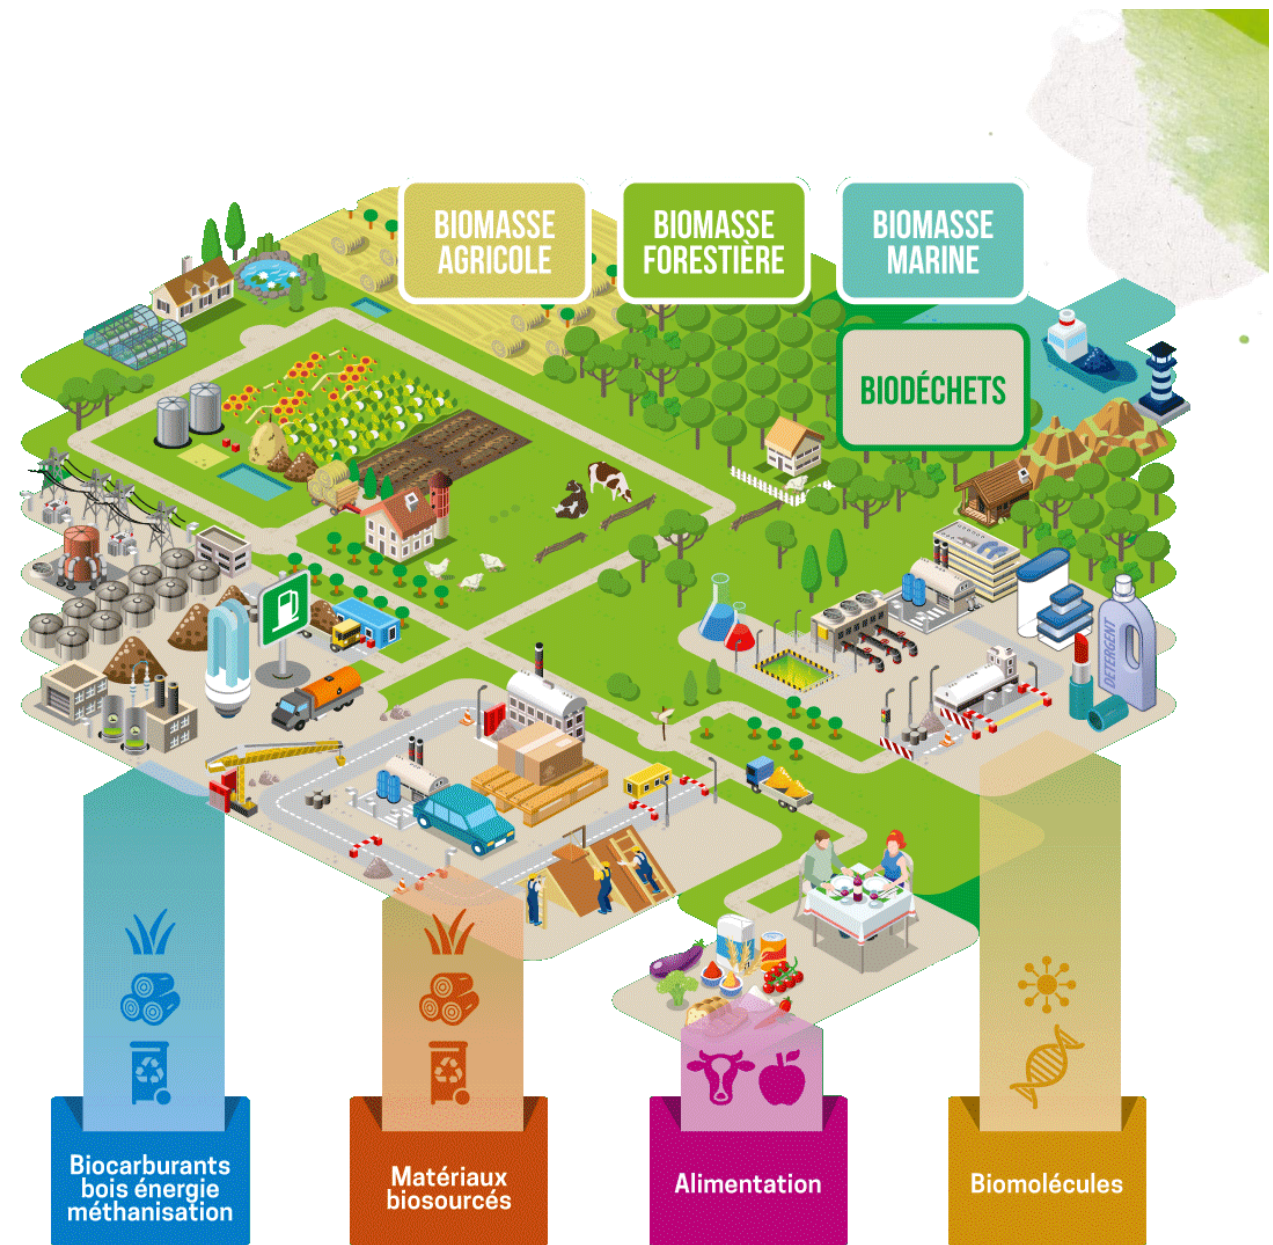 BIOMASSE
AGRICOLE
BIOMASSE
FORESTIÈRE
BIOMASSE
MARINE
BIODÉCHETS
DETERGENT
Biocarburants
bois énergie
méthanisation
Matériaux
biosourcés
Alimentation
Biomolécules